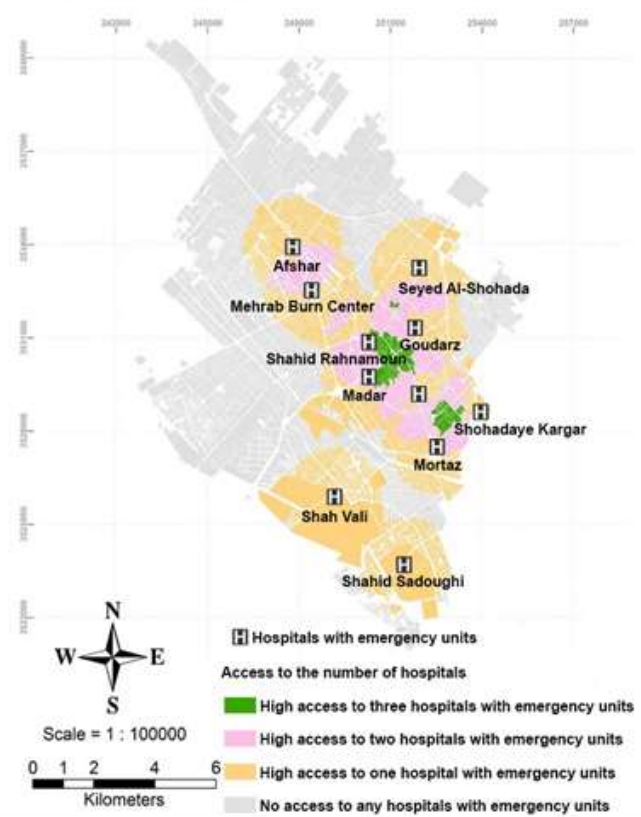 Afshar
Seyed Al-Shohada
Mehrab Burn Center
Goudarz
Shahid Rahnamoun
Madar
Shohadaye Kargar
Mortaz
Shah Vali
Shahid Sadoughi
N
W E
S
Scale = 1 : 100000
0 1 2 4 6
Kilometers
H Hospitals with emergency units
Access to the number of hospitals
High access to three hospitals with emergency units
High access to two hospitals with emergency units
High access to one hospital with emergency units
No access to any hospitals with emergency units